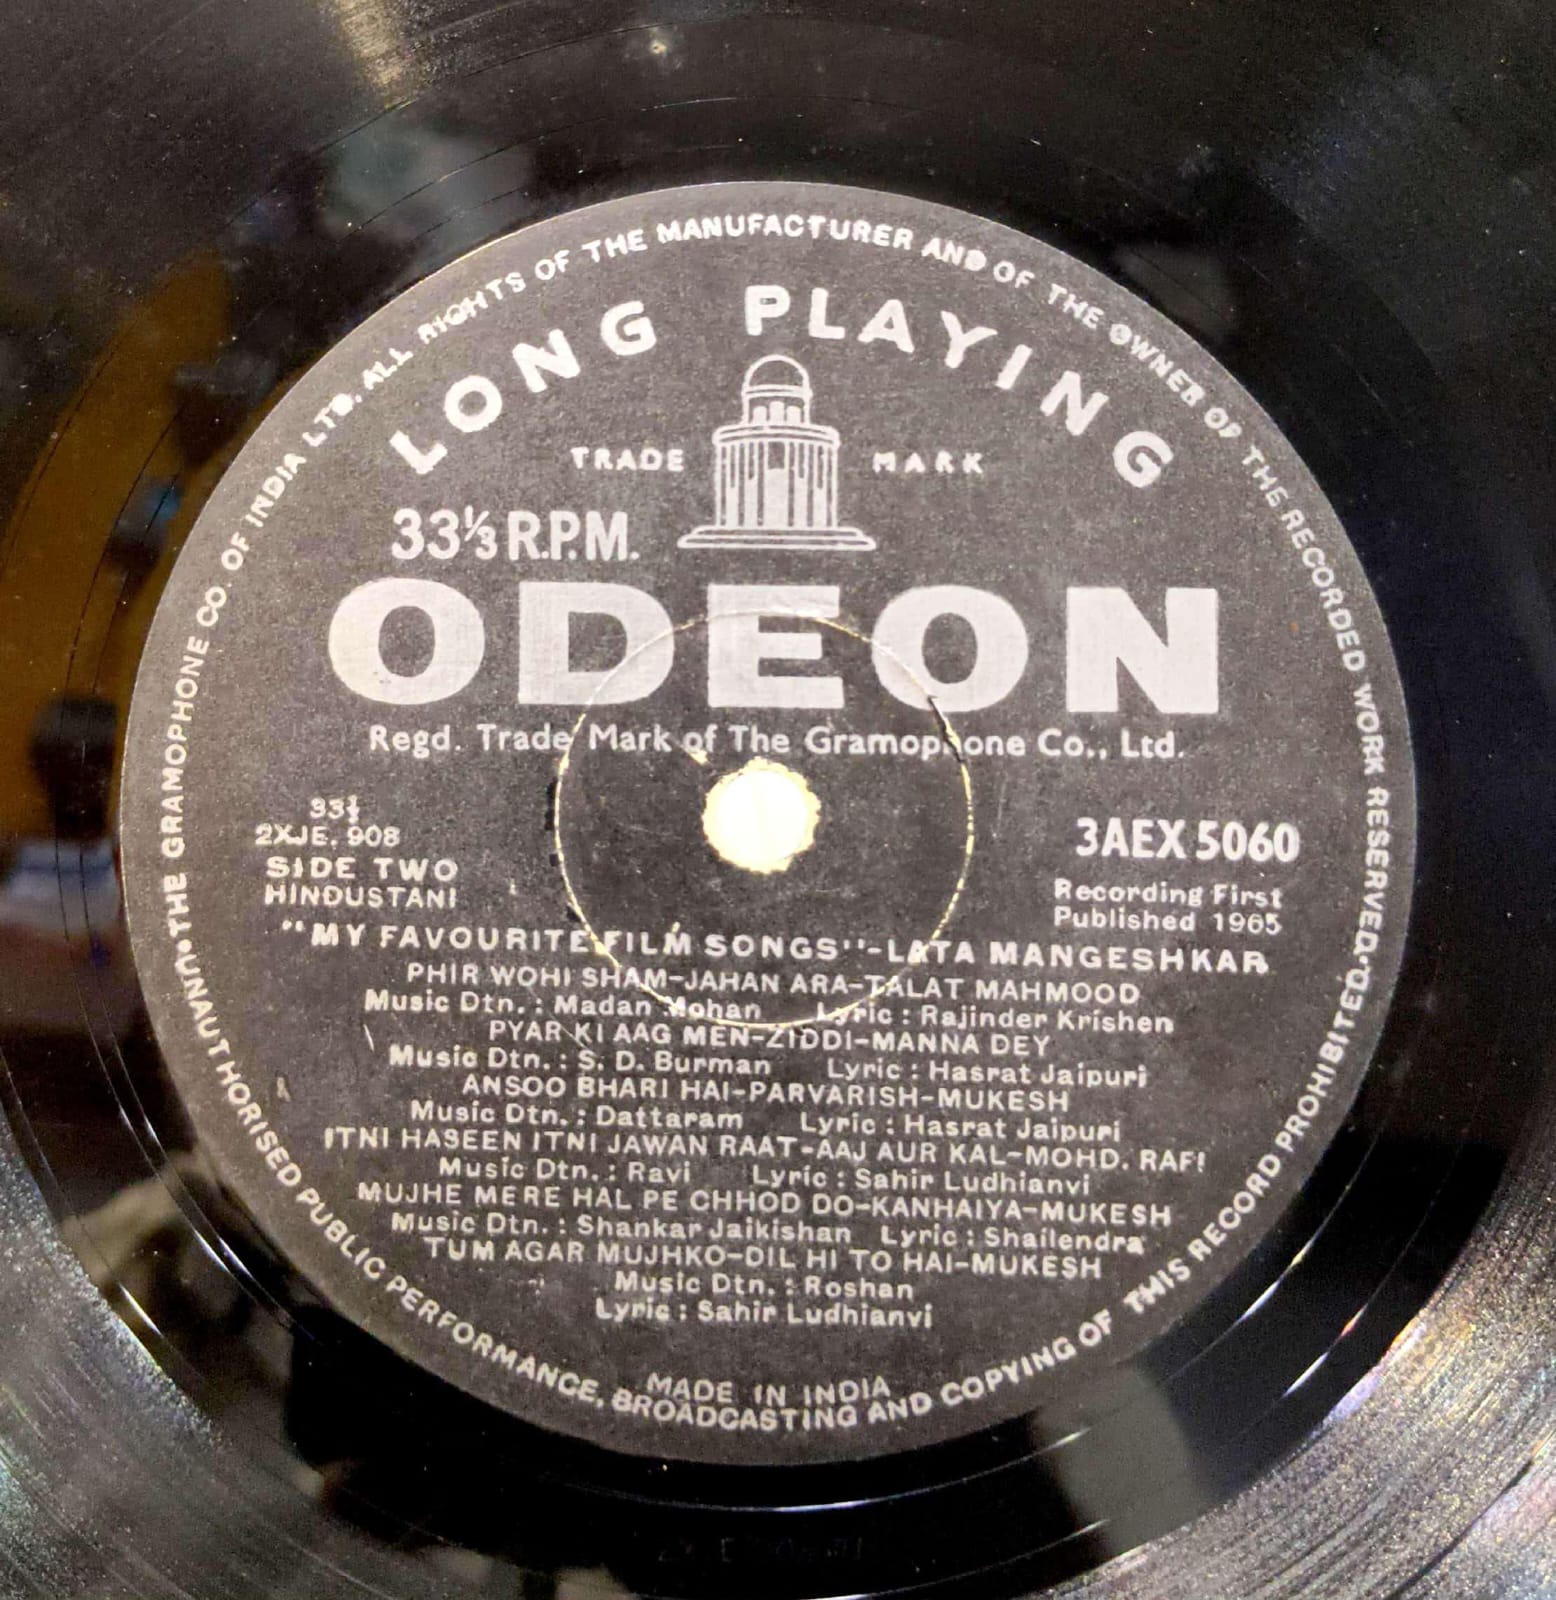 THE GRAMOPHONE CO. OF INDIA LTD. ALL RIGHTS OF THE MANUFACTURER AND OF THE OWNER OF THE RECORDED WORK RESERVED.
UNAUTHORISED PUBLIC PERFORMANCE, BROADCASTING AND COPYING OF THIS RECORD PROHIBITED.
LONG PLAYING
TRADE MARK
33⅓ R.P.M.
ODEON
Regd. Trade Mark of The Gramophone Co., Ltd.
33⅓
2XJE. 908
SIDE TWO
HINDUSTANI
3AEX 5060
Recording First
Published 1965
"MY FAVOURITE FILM SONGS"-LATA MANGESHKAR
PHIR WOHI SHAM-JAHAN ARA-TALAT MAHMOOD
Music Dtn. : Madan Mohan Lyric : Rajinder Krishen
PYAR KI AAG MEN-ZIDDI-MANNA DEY
Music Dtn. : S. D. Burman Lyric : Hasrat Jaipuri
ANSOO BHARI HAI-PARVARISH-MUKESH
Music Dtn. : Dattaram Lyric : Hasrat Jaipuri
ITNI HASEEN ITNI JAWAN RAAT-AAJ AUR KAL-MOHD. RAFI
Music Dtn. : Ravi Lyric : Sahir Ludhianvi
MUJHE MERE HAL PE CHHOD DO-KANHAIYA-MUKESH
Music Dtn. : Shankar Jaikishan Lyric : Shailendra
TUM AGAR MUJHKO-DIL HI TO HAI-MUKESH
Music Dtn. : Roshan
Lyric : Sahir Ludhianvi
MADE IN INDIA